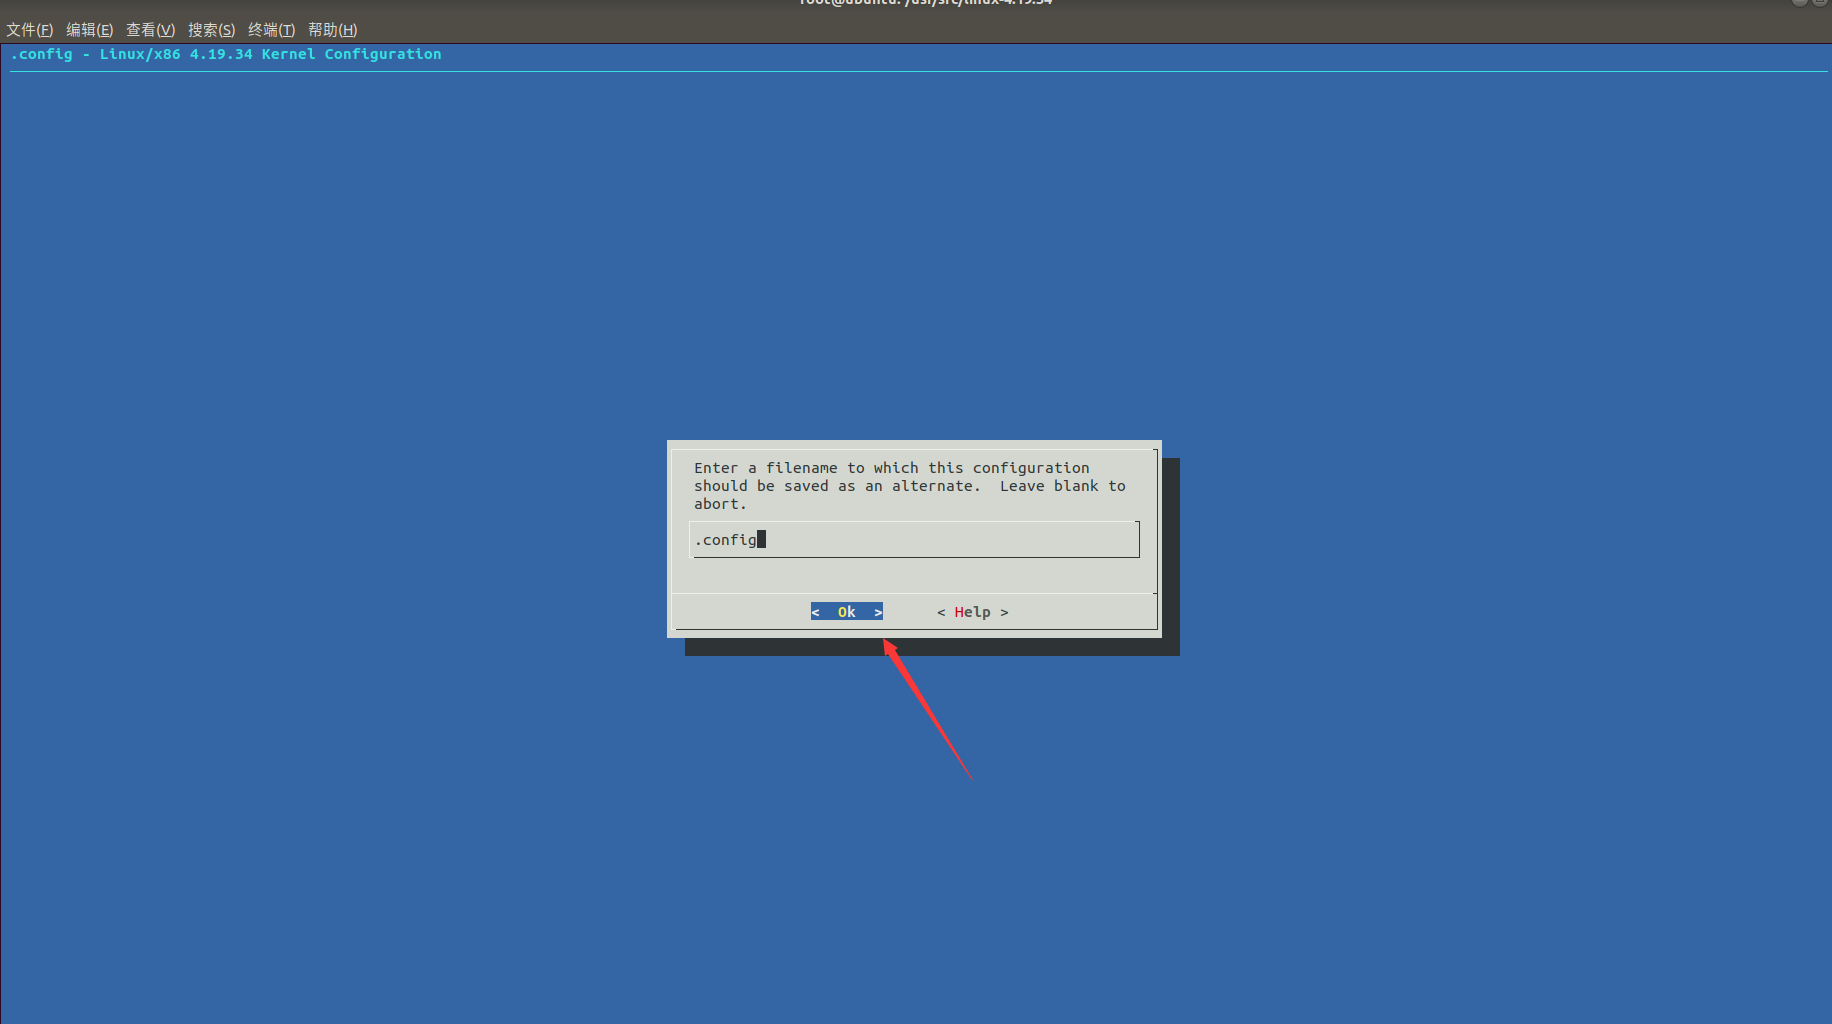 root@ubuntu: /usr/src/linux-4.19.34
文件(F) 编辑(E) 查看(V) 搜索(S) 终端(T) 帮助(H)
.config - Linux/x86 4.19.34 Kernel Configuration
Enter a filename to which this configuration
should be saved as an alternate.  Leave blank to
abort.
.config
<  Ok  > < Help >